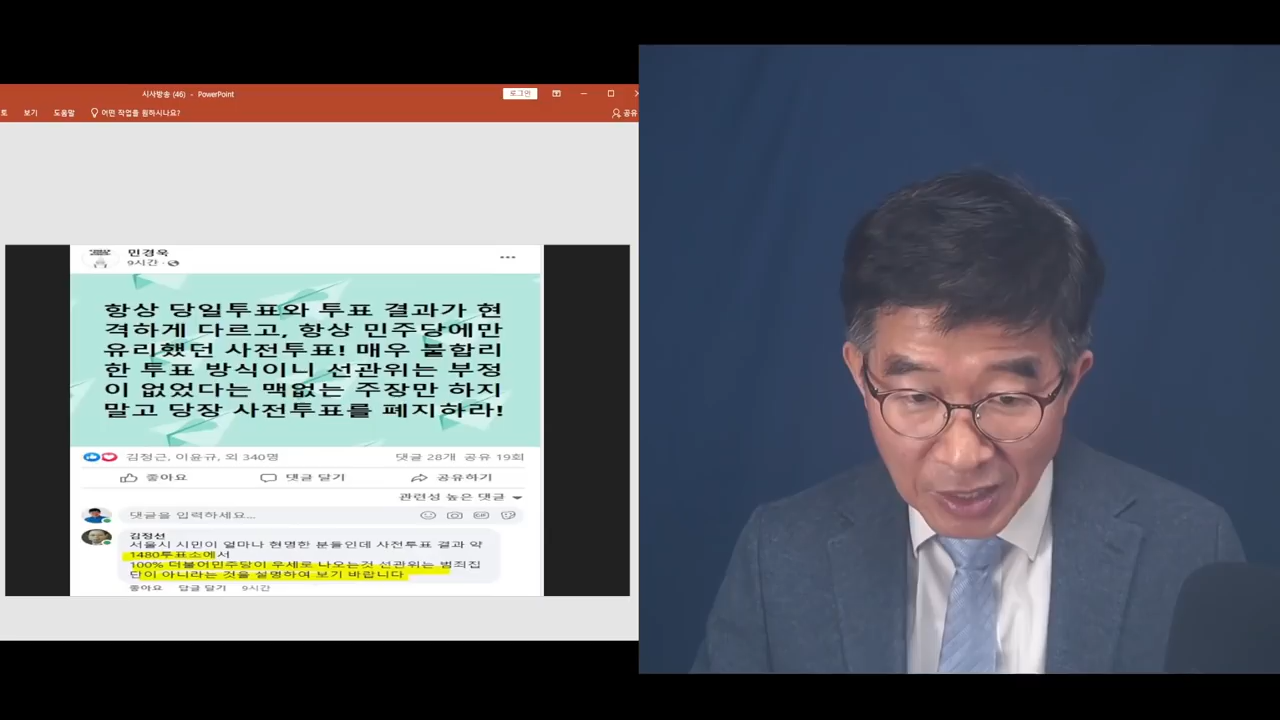 시사방송 (46) - PowerPoint
로그인
토 보기 도움말 어떤 작업을 원하시나요?
공유
민경욱
9시간
항상 당일투표와 투표 결과가 현
격하게 다르고, 항상 민주당에만
유리했던 사전투표! 매우 불합리
한 투표 방식이니 선관위는 부정
이 없었다는 맥없는 주장만 하지
말고 당장 사전투표를 폐지하라!
김정근, 이윤규, 외 340명
댓글 28개 공유 19회
좋아요 댓글 달기 공유하기
관련성 높은 댓글
댓글을 입력하세요...
김정선
서울시 시민이 얼마나 현명한 분들인데 사전투표 결과 약
1480투표소에서
100% 더불어민주당이 우세로 나오는것 선관위는 범죄집
단이 아니라는 것을 설명하여 보기 바랍니다
좋아요 답글 달기 9시간